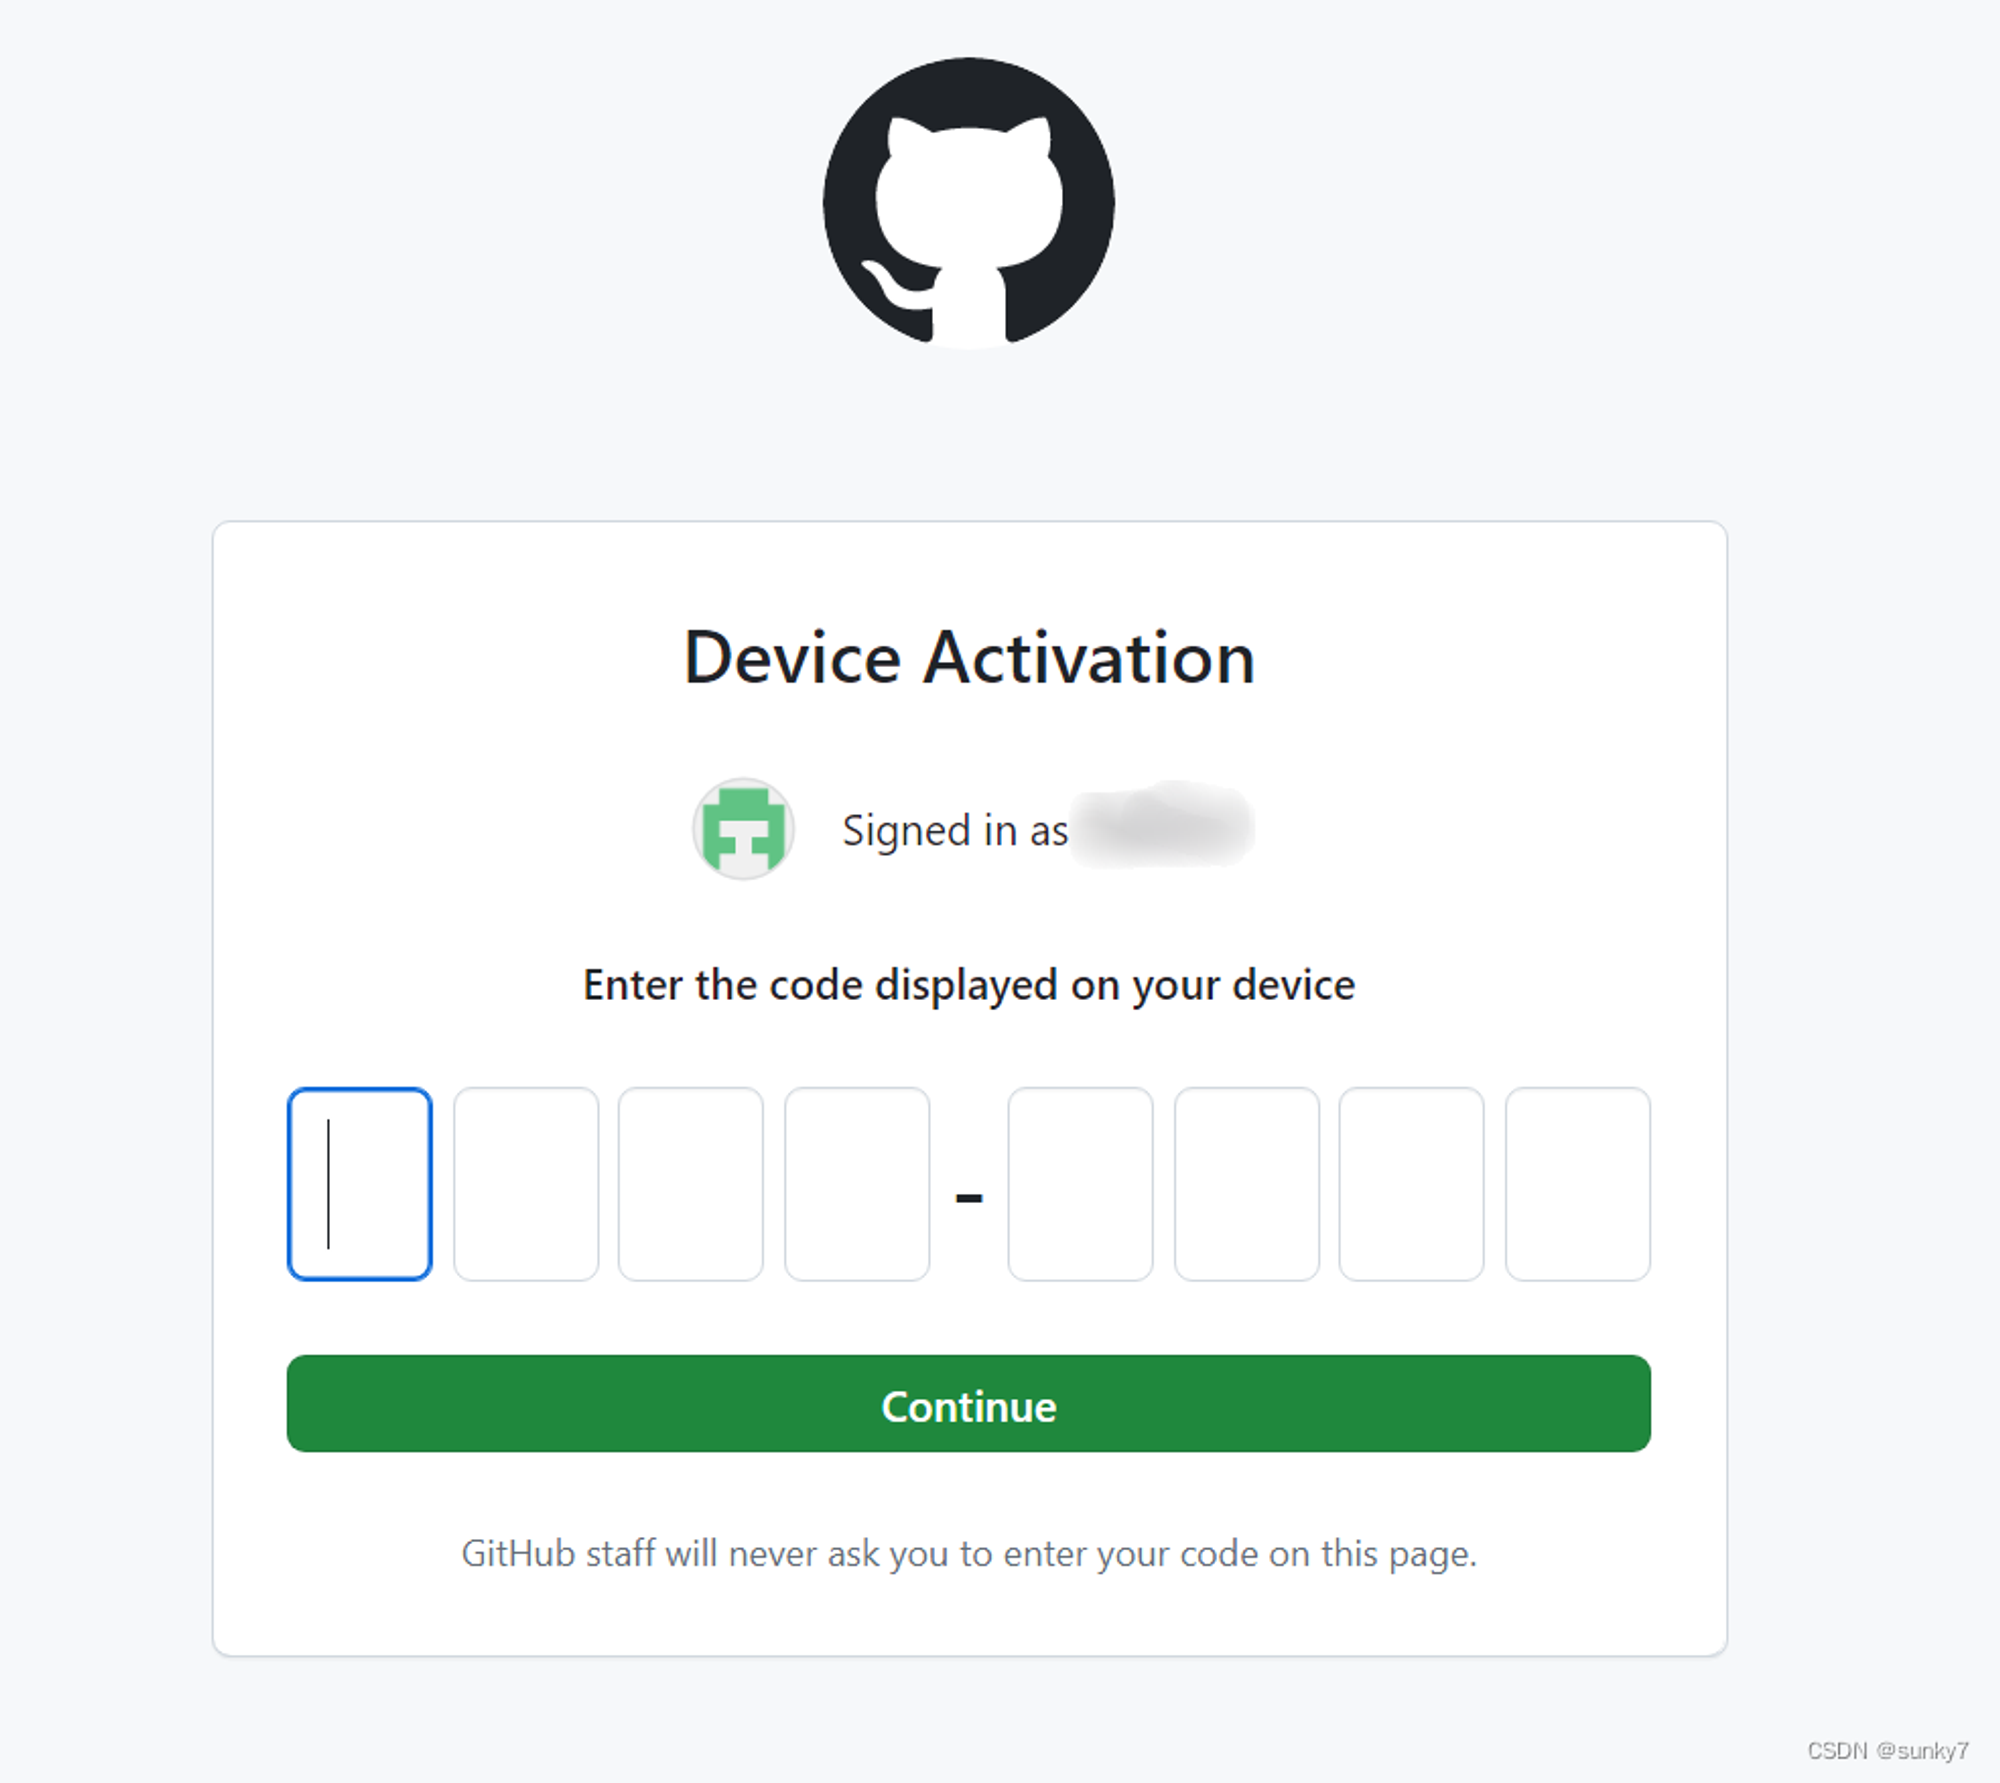 Device Activation
Signed in as
Enter the code displayed on your device
-
Continue
GitHub staff will never ask you to enter your code on this page.
CSDN @sunky7